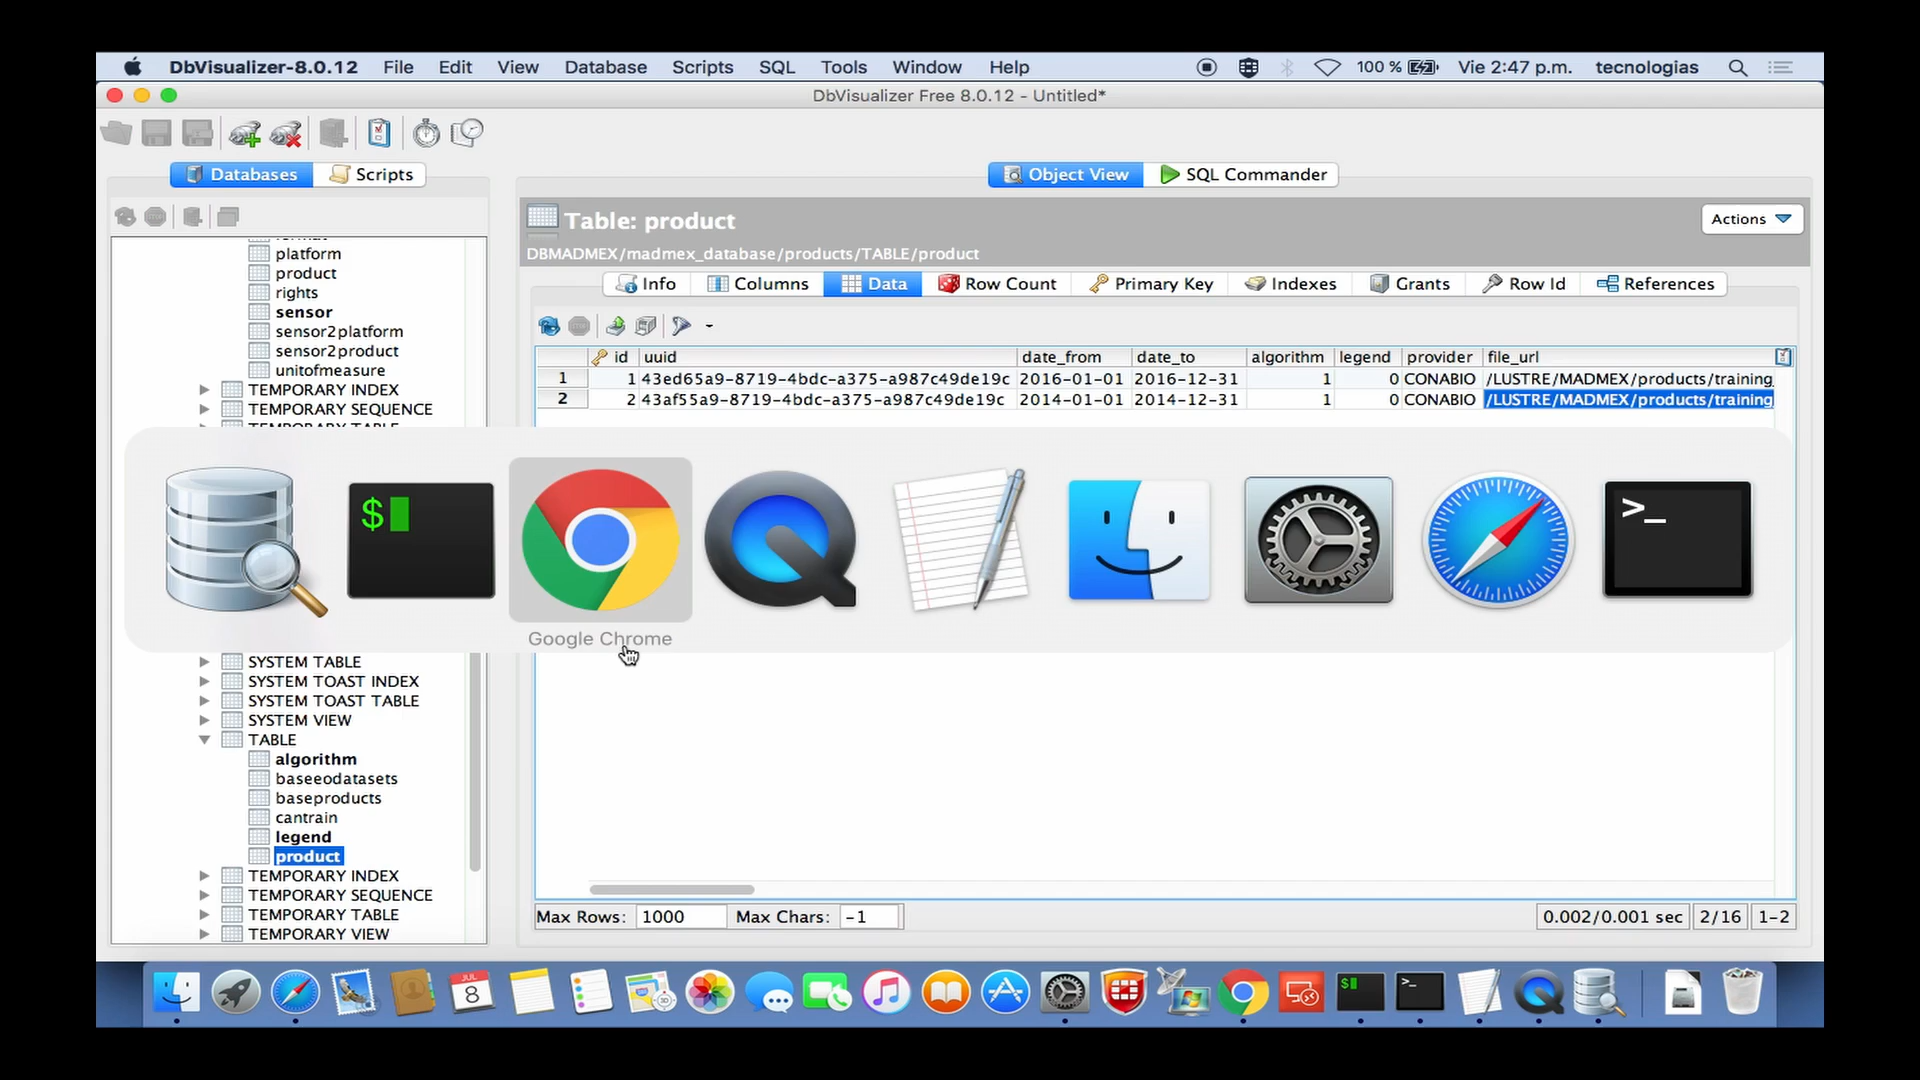 DbVisualizer-8.0.12 File Edit View Database Scripts SQL Tools Window Help 100 % Vie 2:47 p.m. tecnologias
DbVisualizer Free 8.0.12 - Untitled*
Databases Scripts
Object View SQL Commander
Table: product
Actions
DBMADMEX/madmex_database/products/TABLE/product
Info Columns Data Row Count Primary Key Indexes Grants Row Id References
platform
product
rights
sensor
sensor2platform
sensor2product
unitofmeasure
TEMPORARY INDEX
TEMPORARY SEQUENCE
TEMPORARY TABLE
id uuid date_from date_to algorithm legend provider file_url
1 1 43ed65a9-8719-4bdc-a375-a987c49de19c 2016-01-01 2016-12-31 1 0 CONABIO /LUSTRE/MADMEX/products/training
2 2 43af55a9-8719-4bdc-a375-a987c49de19c 2014-01-01 2014-12-31 1 0 CONABIO /LUSTRE/MADMEX/products/training
$
>_
Google Chrome
SYSTEM TABLE
SYSTEM TOAST INDEX
SYSTEM TOAST TABLE
SYSTEM VIEW
TABLE
algorithm
baseeodatasets
baseproducts
cantrain
legend
product
TEMPORARY INDEX
TEMPORARY SEQUENCE
TEMPORARY TABLE
TEMPORARY VIEW
Max Rows: 1000 Max Chars: -1
0.002/0.001 sec 2/16 1-2
JUL
8
3D
$
>_